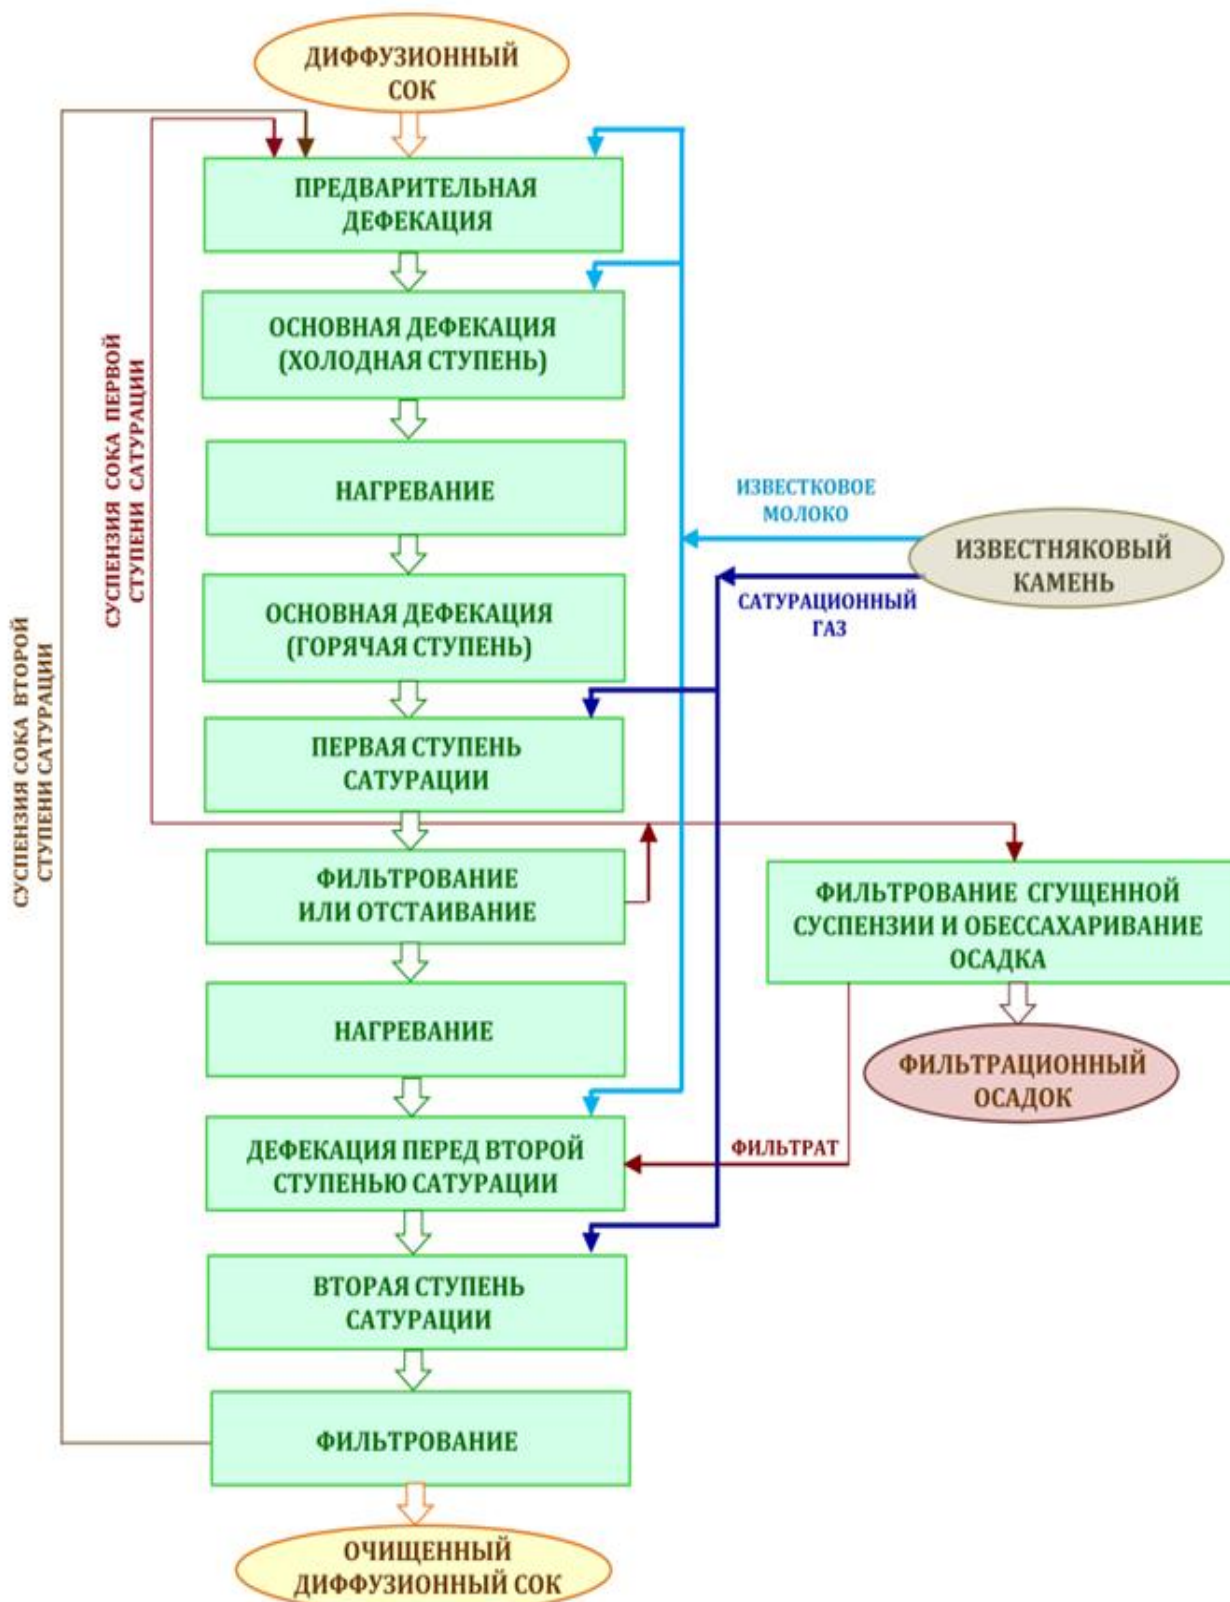 ДИФФУЗИОННЫЙ
СОК
ПРЕДВАРИТЕЛЬНАЯ
ДЕФЕКАЦИЯ
ОСНОВНАЯ ДЕФЕКАЦИЯ
(ХОЛОДНАЯ СТУПЕНЬ)
СУСПЕНЗИЯ СОКА ПЕРВОЙ
СТУПЕНИ САТУРАЦИИ
НАГРЕВАНИЕ
ИЗВЕСТКОВОЕ
МОЛОКО
ИЗВЕСТНЯКОВЫЙ
КАМЕНЬ
САТУРАЦИОННЫЙ
ГАЗ
ОСНОВНАЯ ДЕФЕКАЦИЯ
(ГОРЯЧАЯ СТУПЕНЬ)
СУСПЕНЗИЯ СОКА ВТОРОЙ
СТУПЕНИ САТУРАЦИИ
ПЕРВАЯ СТУПЕНЬ
САТУРАЦИИ
ФИЛЬТРОВАНИЕ
ИЛИ ОТСТАИВАНИЕ
ФИЛЬТРОВАНИЕ СГУЩЕННОЙ
СУСПЕНЗИИ И ОБЕССАХАРИВАНИЕ
ОСАДКА
НАГРЕВАНИЕ
ФИЛЬТРАЦИОННЫЙ
ОСАДОК
ДЕФЕКАЦИЯ ПЕРЕД ВТОРОЙ
СТУПЕНЬЮ САТУРАЦИИ
ФИЛЬТРАТ
ВТОРАЯ СТУПЕНЬ
САТУРАЦИИ
ФИЛЬТРОВАНИЕ
ОЧИЩЕННЫЙ
ДИФФУЗИОННЫЙ СОК